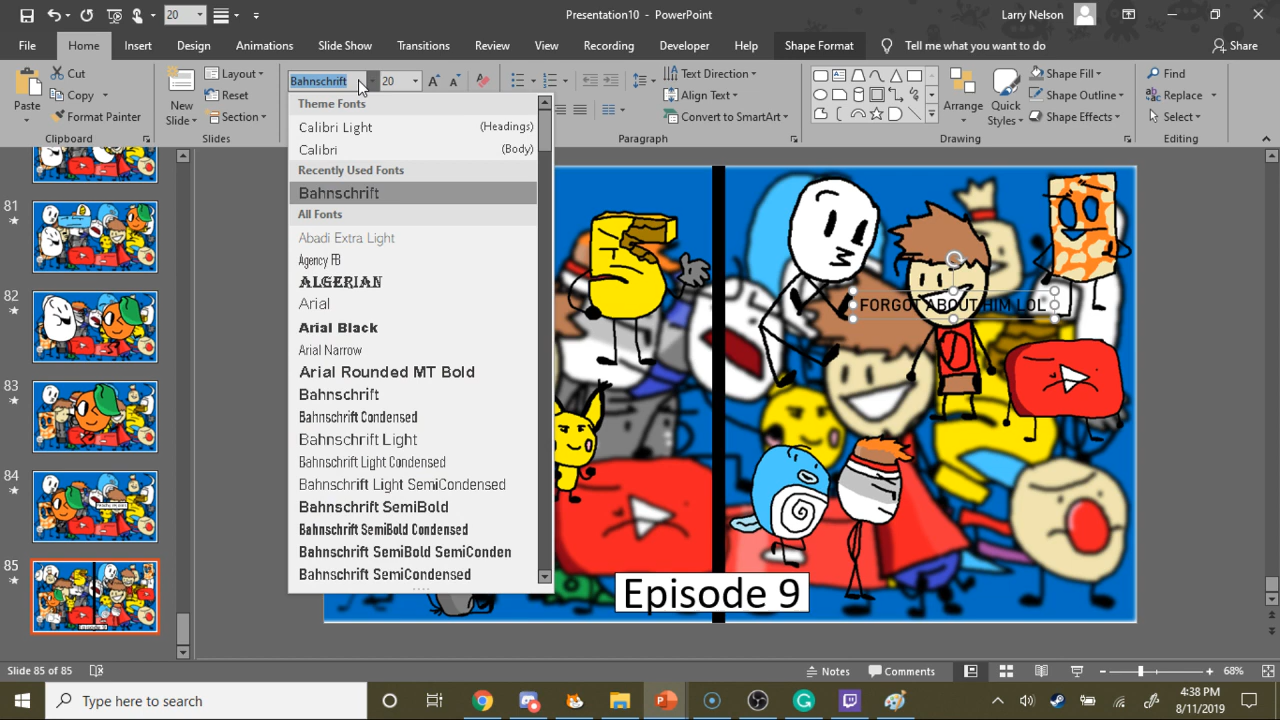 20
Presentation10 - PowerPoint
Larry Nelson
File
Home
Insert
Design
Animations
Slide Show
Transitions
Review
View
Recording
Developer
Help
Shape Format
Tell me what you want to do
Share
Paste
Cut
Copy
Format Painter
Clipboard
New
Slide
Layout
Reset
Section
Slides
Bahnschrift
20
Text Direction
Align Text
Convert to SmartArt
Paragraph
Arrange
Quick
Styles
Shape Fill
Shape Outline
Shape Effects
Drawing
Find
Replace
Select
Editing
Theme Fonts
Calibri Light (Headings)
Calibri (Body)
Recently Used Fonts
Bahnschrift
All Fonts
Abadi Extra Light
Agency FB
ALGERIAN
Arial
Arial Black
Arial Narrow
Arial Rounded MT Bold
Bahnschrift
Bahnschrift Condensed
Bahnschrift Light
Bahnschrift Light Condensed
Bahnschrift Light SemiCondensed
Bahnschrift SemiBold
Bahnschrift SemiBold Condensed
Bahnschrift SemiBold SemiConden
Bahnschrift SemiCondensed
81
82
83
84
85
FORGOT ABOUT HIM LOL
Episode 9
Slide 85 of 85
Notes
Comments
68%
Type here to search
4:38 PM
8/11/2019